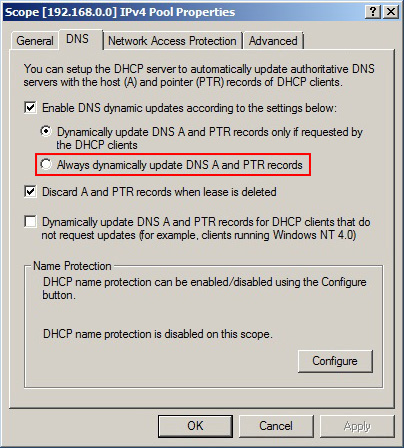 Scope [192.168.0.0] IPv4 Pool Properties
General DNS Network Access Protection Advanced
You can setup the DHCP server to automatically update authoritative DNS
servers with the host (A) and pointer (PTR) records of DHCP clients.
Enable DNS dynamic updates according to the settings below:
Dynamically update DNS A and PTR records only if requested by
the DHCP clients
Always dynamically update DNS A and PTR records
Discard A and PTR records when lease is deleted
Dynamically update DNS A and PTR records for DHCP clients that do
not request updates (for example, clients running Windows NT 4.0)
Name Protection
DHCP name protection can be enabled/disabled using the Configure
button.
DHCP name protection is disabled on this scope.
Configure
OK Cancel Apply